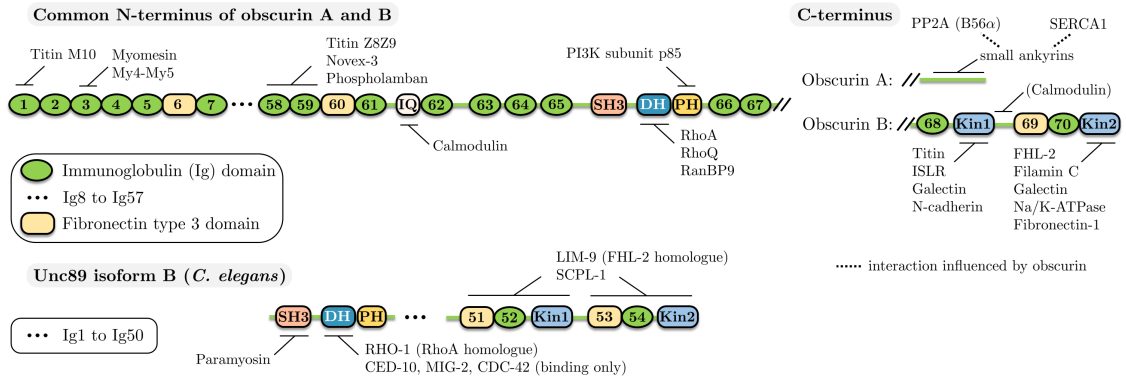 Common N-terminus of obscurin A and B
C-terminus
PP2A (B56α) SERCA1
Titin M10
Myomesin
My4-My5
Titin Z8Z9
Novex-3
Phospholamban
PI3K subunit p85
small ankyrins
Obscurin A: //
1 2 3 4 5 6 7 ••• 58 59 60 61 IQ 62 63 64 65 SH3 DH PH 66 67 //
(Calmodulin)
Obscurin B: // 68 Kin1 69 70 Kin2
Calmodulin
RhoA
RhoQ
RanBP9
Titin
ISLR
Galectin
N-cadherin
FHL-2
Filamin C
Galectin
Na/K-ATPase
Fibronectin-1
Immunoglobulin (Ig) domain
••• Ig8 to Ig57
Fibronectin type 3 domain
interaction influenced by obscurin
Unc89 isoform B (C. elegans)
LIM-9 (FHL-2 homologue)
SCPL-1
SH3 DH PH ••• 51 52 Kin1 53 54 Kin2
••• Ig1 to Ig50
Paramyosin
RHO-1 (RhoA homologue)
CED-10, MIG-2, CDC-42 (binding only)